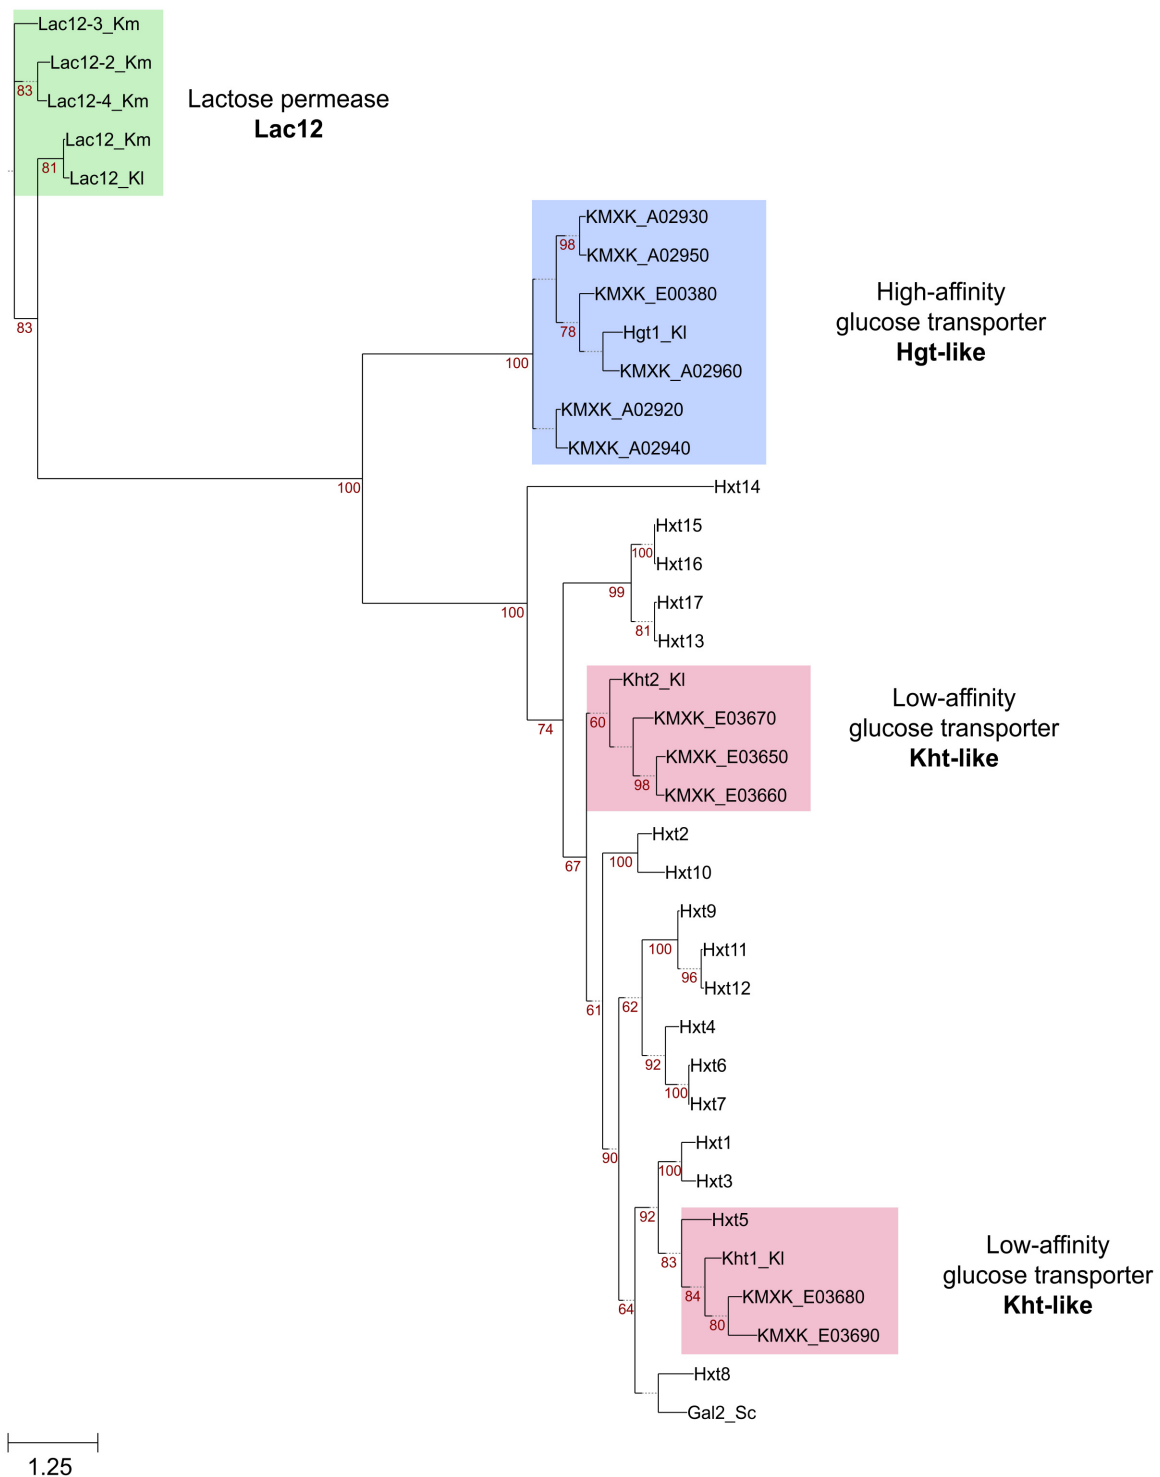 Lac12-3_Km
Lac12-2_Km
83
Lac12-4_Km
Lactose permease
Lac12
Lac12_Km
81
Lac12_Kl
83
KMXK_A02930
98
KMXK_A02950
KMXK_E00380
78
Hgt1_Kl
KMXK_A02960
100
KMXK_A02920
KMXK_A02940
High-affinity
glucose transporter
Hgt-like
100
Hxt14
Hxt15
100
Hxt16
99
Hxt17
81
Hxt13
100
Kht2_Kl
60
KMXK_E03670
KMXK_E03650
98
KMXK_E03660
Low-affinity
glucose transporter
Kht-like
74
Hxt2
100
Hxt10
67
Hxt9
100
Hxt11
96
Hxt12
61
62
Hxt4
92
Hxt6
100
Hxt7
90
Hxt1
100
Hxt3
92
Hxt5
83
Kht1_Kl
84
KMXK_E03680
80
KMXK_E03690
Low-affinity
glucose transporter
Kht-like
64
Hxt8
Gal2_Sc
1.25